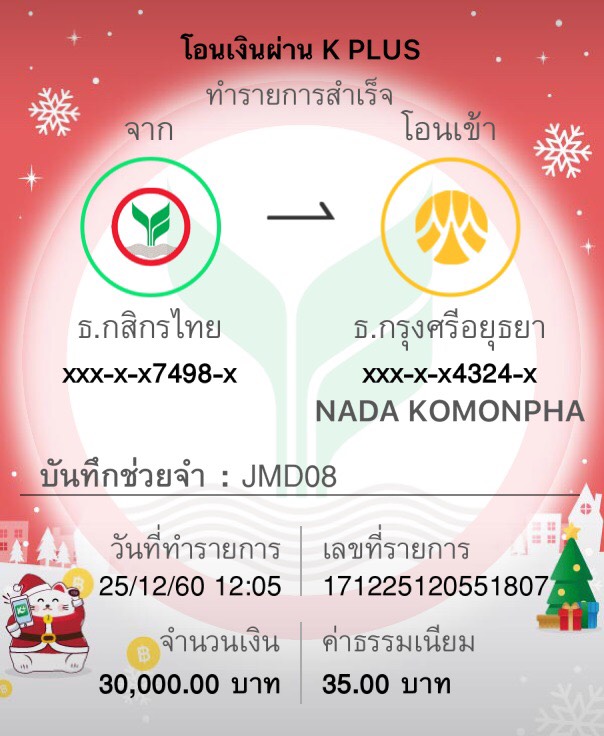 โอนเงินผ่าน K PLUS
ทำรายการสำเร็จ
จาก
โอนเข้า
ธ.กสิกรไทย
xxx-x-x7498-x
ธ.กรุงศรีอยุธยา
xxx-x-x4324-x
NADA KOMONPHA
บันทึกช่วยจำ : JMD08
วันที่ทำรายการ
25/12/60 12:05
เลขที่รายการ
171225120551807
จำนวนเงิน
30,000.00 บาท
ค่าธรรมเนียม
35.00 บาท